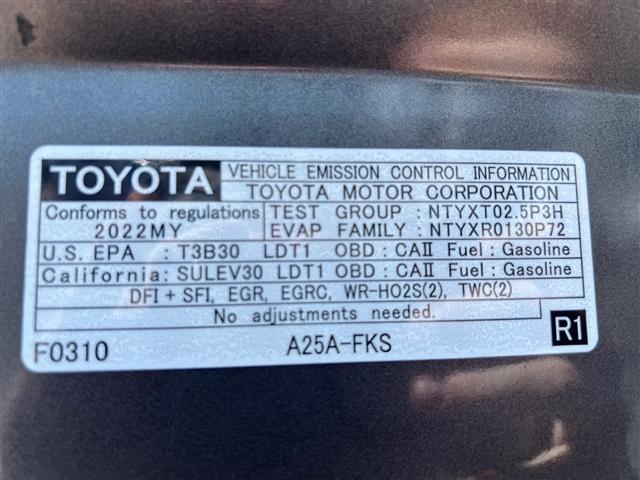 TOYOTA VEHICLE EMISSION CONTROL INFORMATION
TOYOTA MOTOR CORPORATION
Conforms to regulations TEST GROUP : NTYXT02.5P3H
2022MY EVAP FAMILY : NTYXR0130P72
U.S. EPA : T3B30 LDT1 OBD : CAII Fuel : Gasoline
California: SULEV30 LDT1 OBD : CAII Fuel : Gasoline
DFI + SFI, EGR, EGRC, WR-HO2S(2), TWC(2)
No adjustments needed.
F0310 A25A-FKS R1